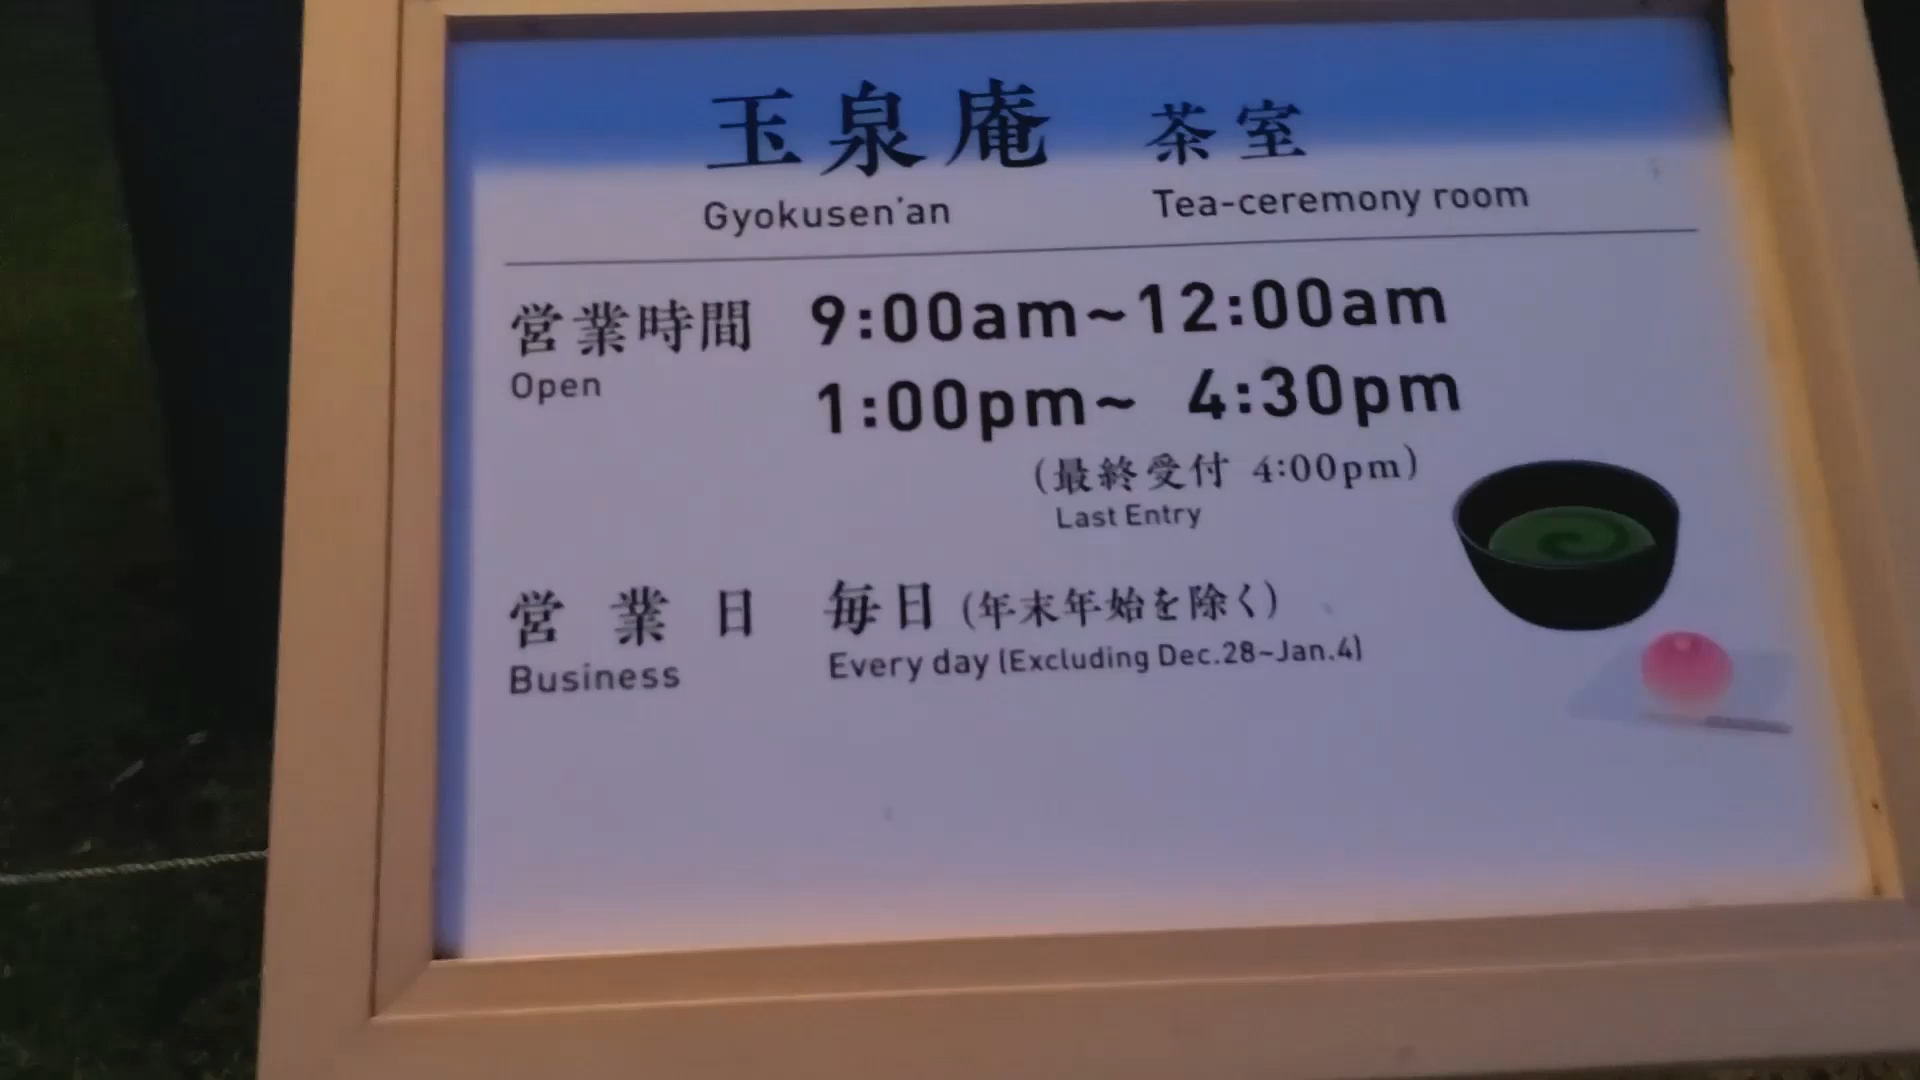 玉泉庵 茶室
Gyokusen'an Tea-ceremony room
営業時間 9:00am~12:00am
Open 1:00pm~ 4:30pm
(最終受付 4:00pm)
Last Entry
営業日 毎日 (年末年始を除く)
Business Every day (Excluding Dec.28~Jan.4)